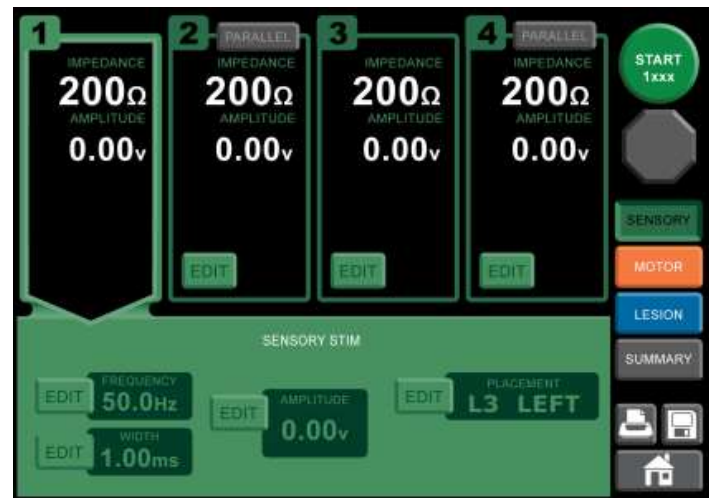 1
IMPEDANCE
200Ω
AMPLITUDE
0.00v
2
PARALLEL
IMPEDANCE
200Ω
AMPLITUDE
0.00v
EDIT
3
IMPEDANCE
200Ω
AMPLITUDE
0.00v
EDIT
4
PARALLEL
IMPEDANCE
200Ω
AMPLITUDE
0.00v
EDIT
START
1xxx
SENSORY
MOTOR
LESION
SUMMARY
SENSORY STIM
EDIT
FREQUENCY
50.0Hz
EDIT
WIDTH
1.00ms
EDIT
AMPLITUDE
0.00v
EDIT
PLACEMENT
L3 LEFT